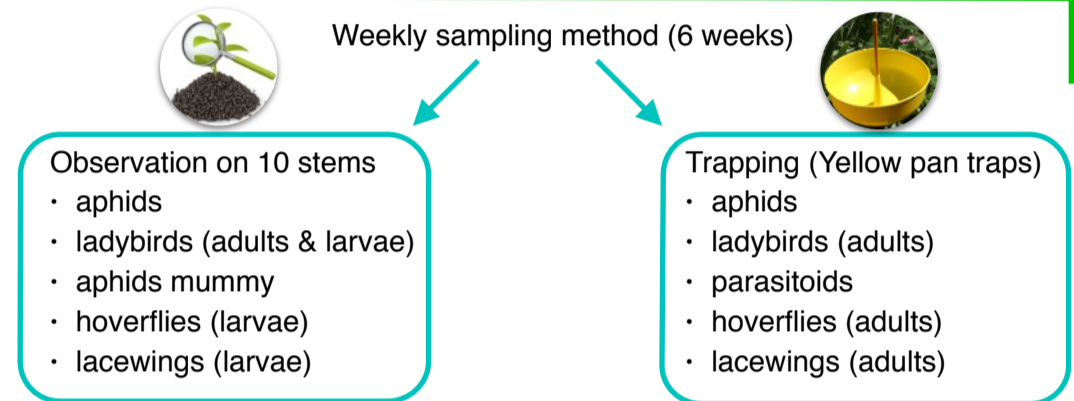 Weekly sampling method (6 weeks)
Observation on 10 stems
· aphids
· ladybirds (adults & larvae)
· aphids mummy
· hoverflies (larvae)
· lacewings (larvae)
Trapping (Yellow pan traps)
· aphids
· ladybirds (adults)
· parasitoids
· hoverflies (adults)
· lacewings (adults)